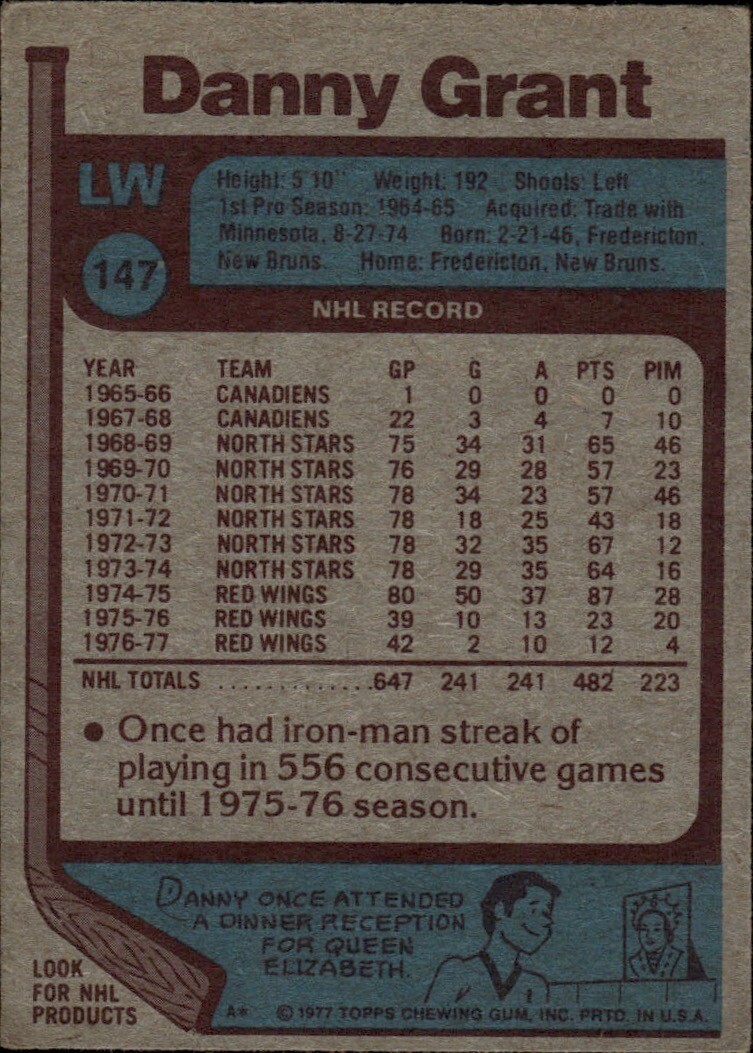 Danny Grant
LW
147
Height: 5 10" Weight: 192 Shoots: Left
1st Pro Season: 1964-65 Acquired: Trade with
Minnesota, 8-27-74 Born: 2-21-46, Fredericton,
New Bruns. Home: Fredericton, New Bruns.
NHL RECORD
YEAR TEAM GP G A PTS PIM
1965-66 CANADIENS 1 0 0 0 0
1967-68 CANADIENS 22 3 4 7 10
1968-69 NORTH STARS 75 34 31 65 46
1969-70 NORTH STARS 76 29 28 57 23
1970-71 NORTH STARS 78 34 23 57 46
1971-72 NORTH STARS 78 18 25 43 18
1972-73 NORTH STARS 78 32 35 67 12
1973-74 NORTH STARS 78 29 35 64 16
1974-75 RED WINGS 80 50 37 87 28
1975-76 RED WINGS 39 10 13 23 20
1976-77 RED WINGS 42 2 10 12 4
NHL TOTALS ..............647 241 241 482 223
• Once had iron-man streak of
playing in 556 consecutive games
until 1975-76 season.
DANNY ONCE ATTENDED
A DINNER RECEPTION
FOR QUEEN
ELIZABETH.
LOOK
FOR NHL
PRODUCTS
A* © 1977 TOPPS CHEWING GUM, INC. PRTD. IN U.S.A.